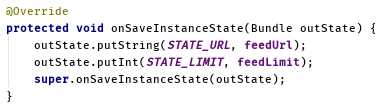 @Override
protected void onSaveInstanceState(Bundle outState) {
    outState.putString(STATE_URL, feedUrl);
    outState.putInt(STATE_LIMIT, feedLimit);
    super.onSaveInstanceState(outState);
}